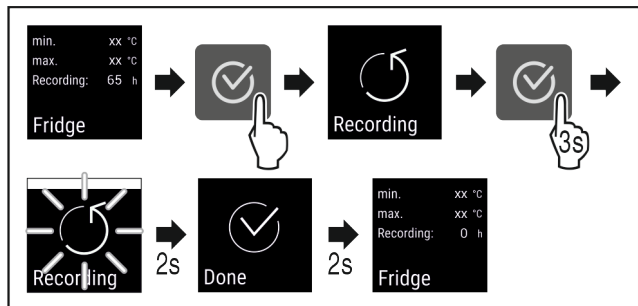 min. xx °C
max. xx °C
Recording: 65 h
Fridge
Recording
3s
Recording
2s
Done
2s
min. xx °C
max. xx °C
Recording: 0 h
Fridge